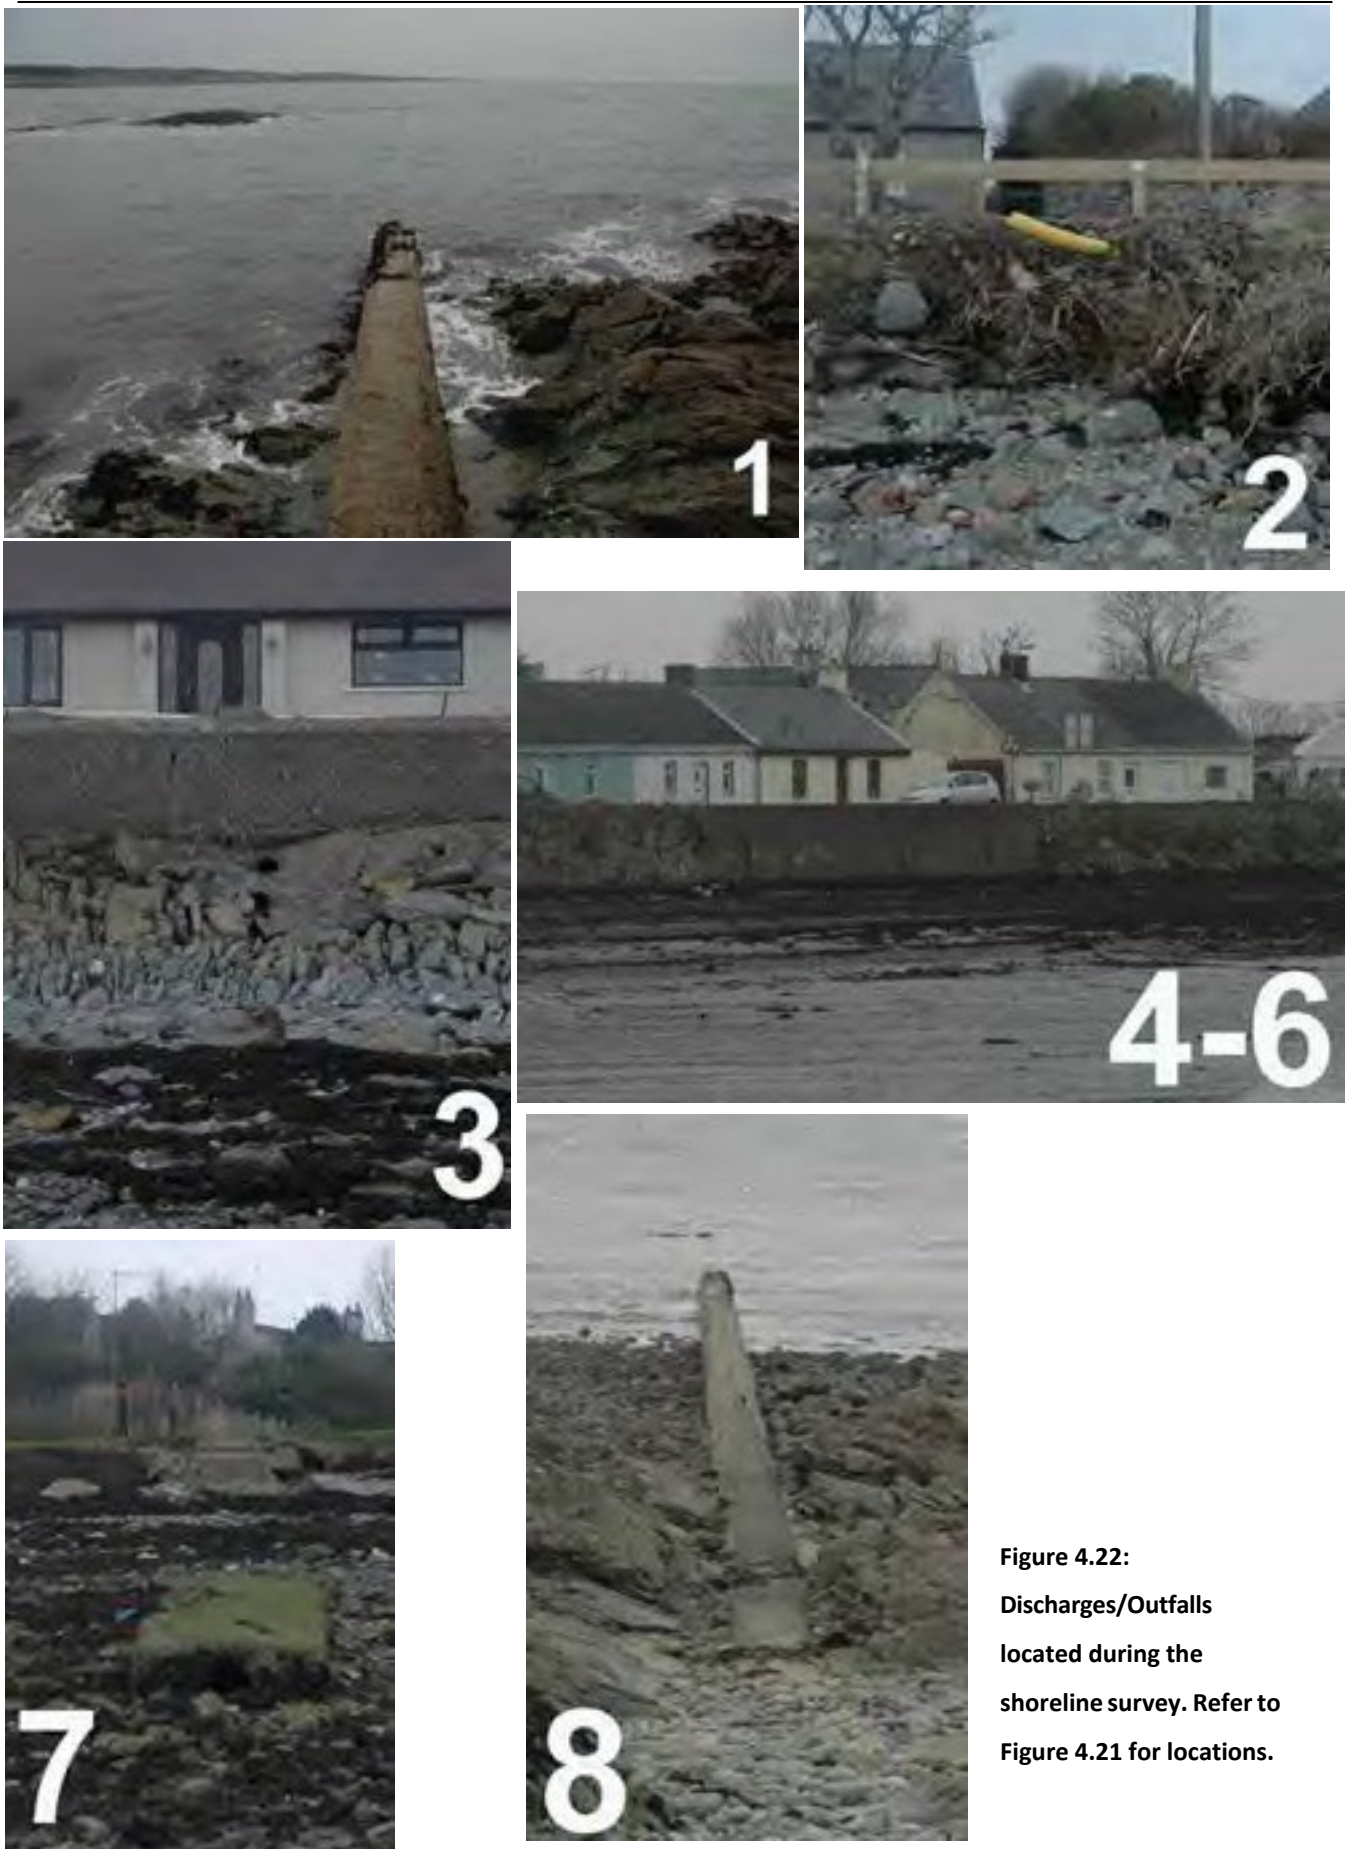 1
2
3
4-6
7
8
Figure 4.22:
Discharges/Outfalls
located during the
shoreline survey. Refer to
Figure 4.21 for locations.